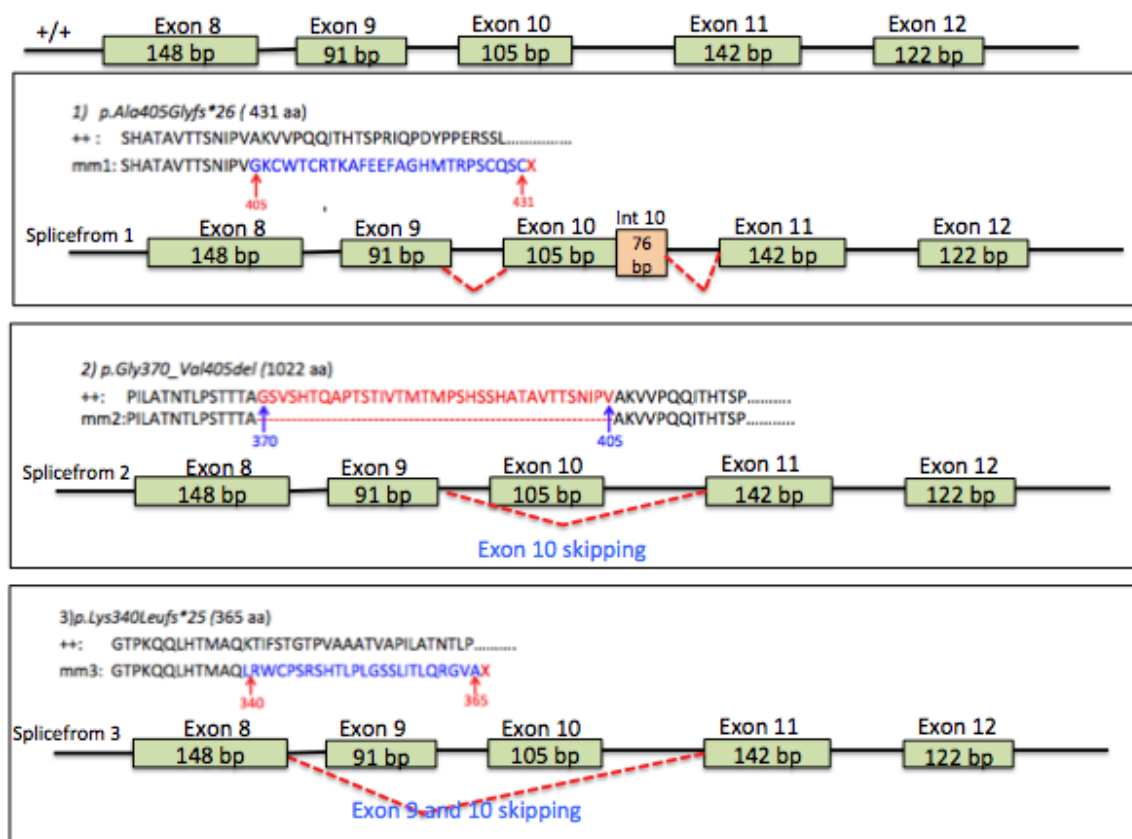 +/+ Exon 8 Exon 9 Exon 10 Exon 11 Exon 12
148 bp 91 bp 105 bp 142 bp 122 bp
1) p.Ala405Glyfs*26 ( 431 aa)
++ : SHATAVTTSNIPVAKVVPQQITHTSPRIQPDYPPERSSL................
mm1: SHATAVTTSNIPVGKCWTCRTKAFEEFAGHMTRPSCQSCX
405 431
Exon 8 Exon 9 Exon 10 Int 10 Exon 11 Exon 12
Splicefrom 1
148 bp 91 bp 105 bp 76 bp 142 bp 122 bp
2) p.Gly370_Val405del (1022 aa)
++: PILATNTLPSTTTAGSVSHTQAPTSTIVTMTMPSHSSHATAVTTSNIPVAKVVPQQITHTSP...........
mm2:PILATNTLPSTTTA-----------------------------------AKVVPQQITHTSP............
370 405
Exon 8 Exon 9 Exon 10 Exon 11 Exon 12
Splicefrom 2
148 bp 91 bp 105 bp 142 bp 122 bp
Exon 10 skipping
3)p.Lys340Leufs*25 (365 aa)
++: GTPKQQLHTMAQKTIFSTGTPVAAATVAPILATNTLP..........
mm3: GTPKQQLHTMAQLRWCPSRSHTLPLGSSLITLQRGVAX
340 365
Exon 8 Exon 9 Exon 10 Exon 11 Exon 12
Splicefrom 3
148 bp 91 bp 105 bp 142 bp 122 bp
Exon 9 and 10 skipping